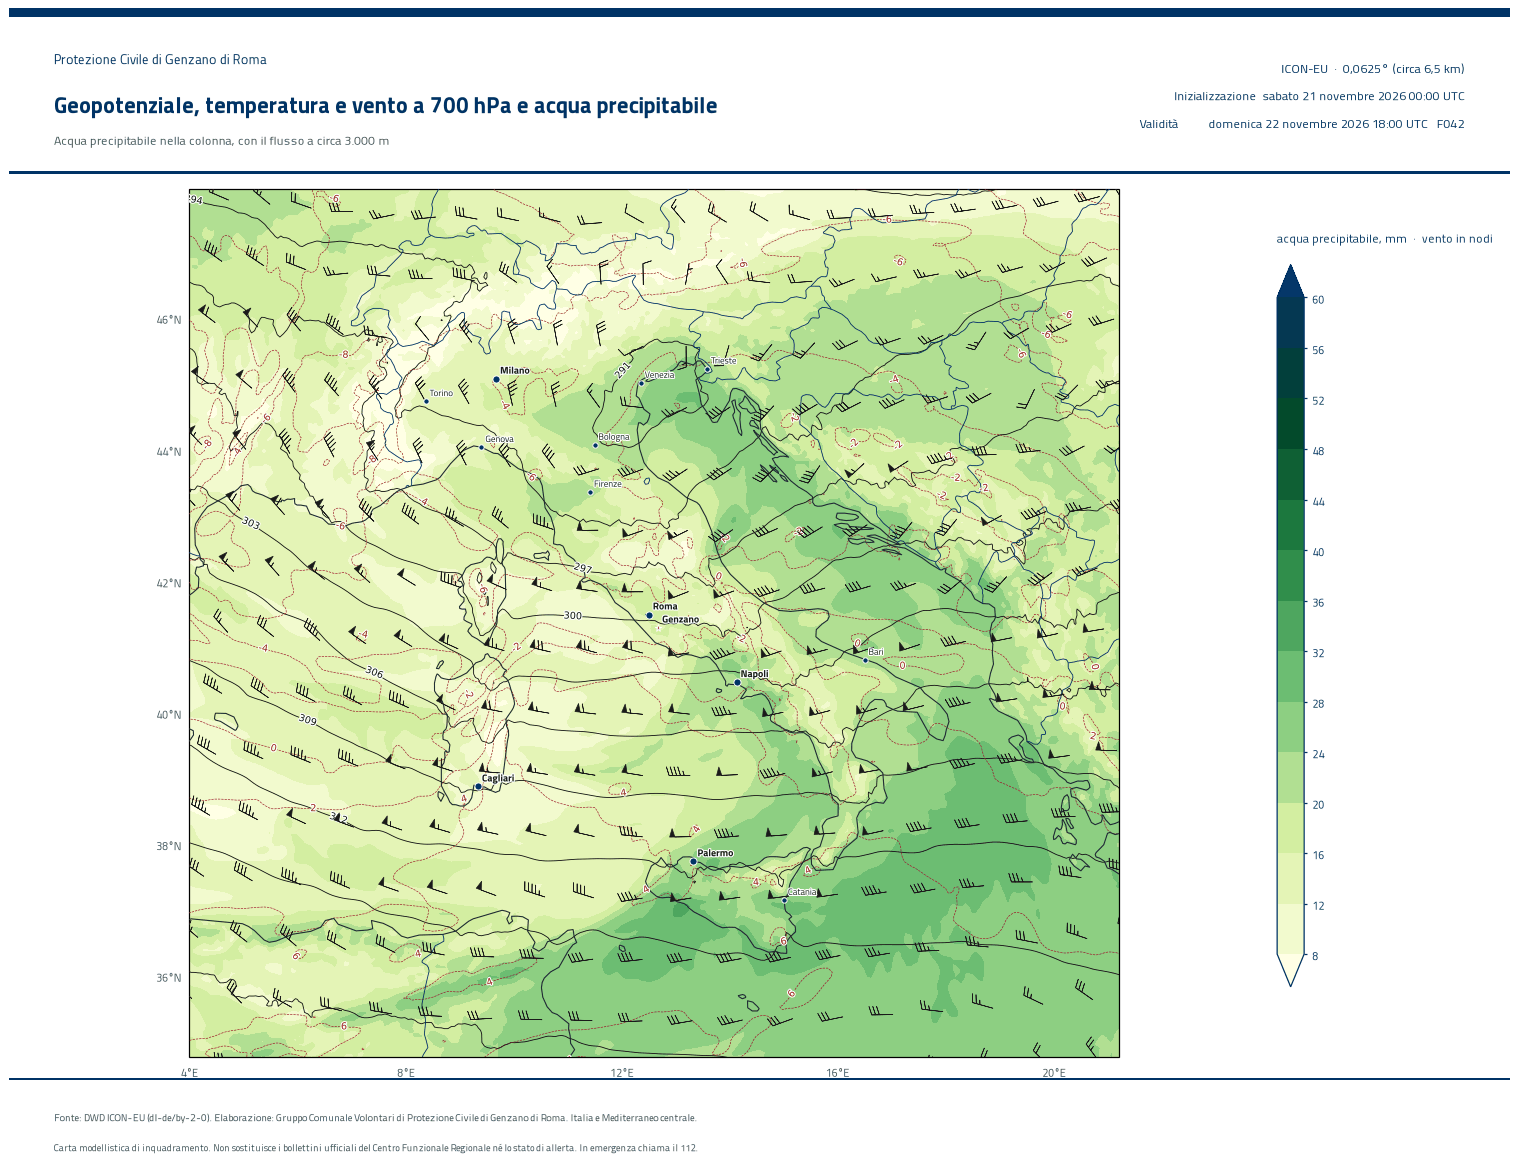 Protezione Civile di Genzano di Roma
Geopotenziale, temperatura e vento a 700 hPa e acqua precipitabile
Acqua precipitabile nella colonna, con il flusso a circa 3.000 m
ICON-EU · 0,0625° (circa 6,5 km)
Inizializzazione sabato 21 novembre 2026 00:00 UTC
Validità domenica 22 novembre 2026 18:00 UTC F042
acqua precipitabile, mm · vento in nodi
60
56
52
48
44
40
36
32
28
24
20
16
12
8
46°N
44°N
42°N
40°N
38°N
36°N
4°E
8°E
12°E
16°E
20°E
Milano
Torino
Genova
Venezia
Trieste
Bologna
Firenze
Roma
Genzano
Napoli
Bari
Cagliari
Palermo
Catania
291
297
300
303
306
309
Fonte: DWD ICON-EU (dl-de/by-2-0). Elaborazione: Gruppo Comunale Volontari di Protezione Civile di Genzano di Roma. Italia e Mediterraneo centrale.
Carta modellistica di inquadramento. Non sostituisce i bollettini ufficiali del Centro Funzionale Regionale né lo stato di allerta. In emergenza chiama il 112.